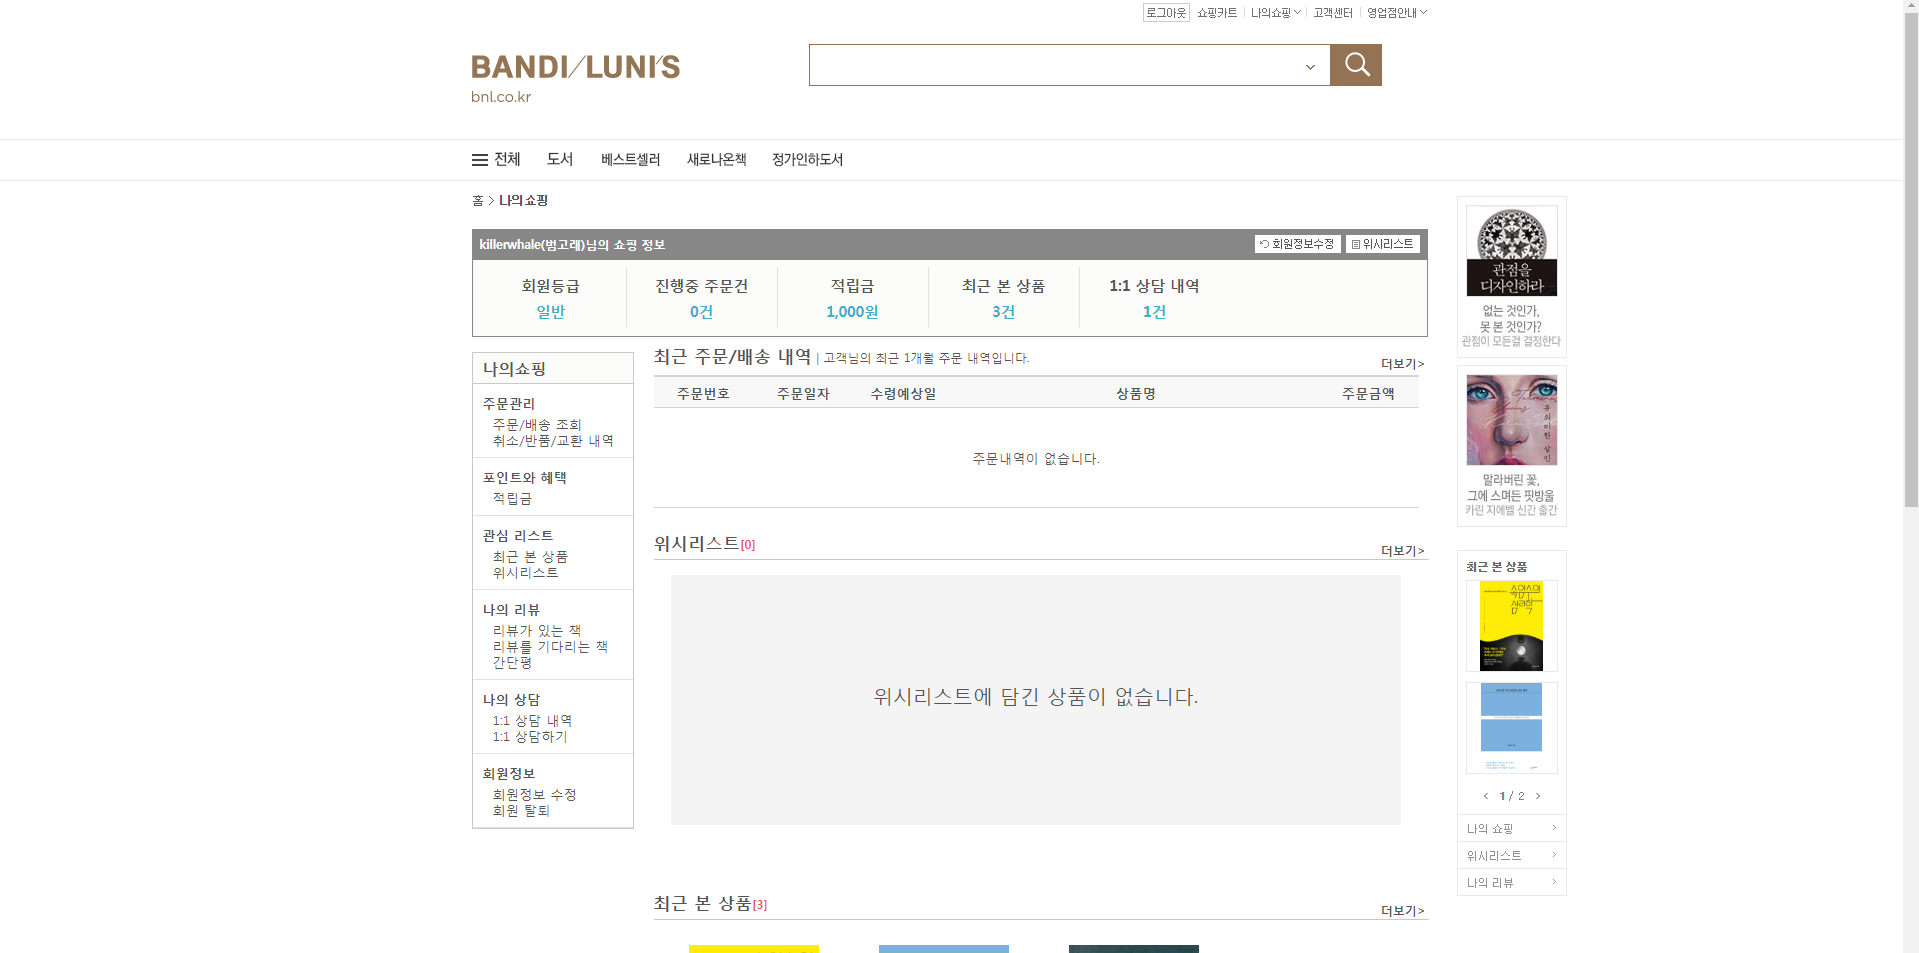 로그아웃 쇼핑카트 나의쇼핑 고객센터 영업점안내
BANDI/LUNI'S
bnl.co.kr
전체 도서 베스트셀러 새로나온책 정가인하도서
홈 > 나의쇼핑
killerwhale(범고래)님의 쇼핑 정보 회원정보수정 위시리스트
회원등급 진행중 주문건 적립금 최근 본 상품 1:1 상담 내역
일반 0건 1,000원 3건 1건
나의쇼핑
주문관리
주문/배송 조회
취소/반품/교환 내역
포인트와 혜택
적립금
관심 리스트
최근 본 상품
위시리스트
나의 리뷰
리뷰가 있는 책
리뷰를 기다리는 책
간단평
나의 상담
1:1 상담 내역
1:1 상담하기
회원정보
회원정보 수정
회원 탈퇴
최근 주문/배송 내역 | 고객님의 최근 1개월 주문 내역입니다. 더보기>
주문번호 주문일자 수령예상일 상품명 주문금액
주문내역이 없습니다.
위시리스트[0] 더보기>
위시리스트에 담긴 상품이 없습니다.
최근 본 상품[3] 더보기>
관점을
디자인하라
없는 것인가,
못 본 것인가?
관점이 모든걸 결정한다
유의미한 살인
말라버린 꽃,
그에 스며든 핏방울
카린 지에벨 신간 출간
최근 본 상품
1 / 2
나의 쇼핑
위시리스트
나의 리뷰